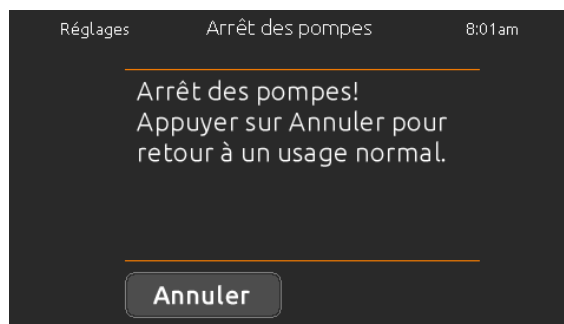 Réglages Arrêt des pompes 8:01am
Arrêt des pompes!
Appuyer sur Annuler pour
retour à un usage normal.
Annuler